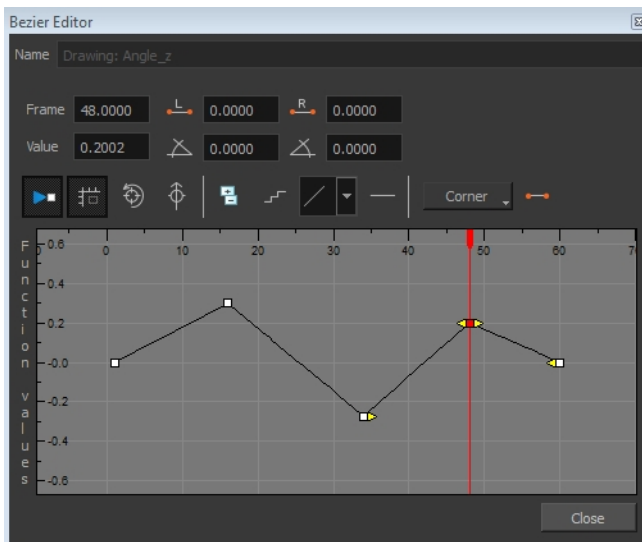 Bezier Editor
Name Drawing: Angle_z
Frame 48.0000 L 0.0000 R 0.0000
Value 0.2002 0.0000 0.0000
Corner
Function values
0.6
0.4
0.2
-0.0
-0.2
-0.4
-0.6
0 10 20 30 40 50 60 70
Close